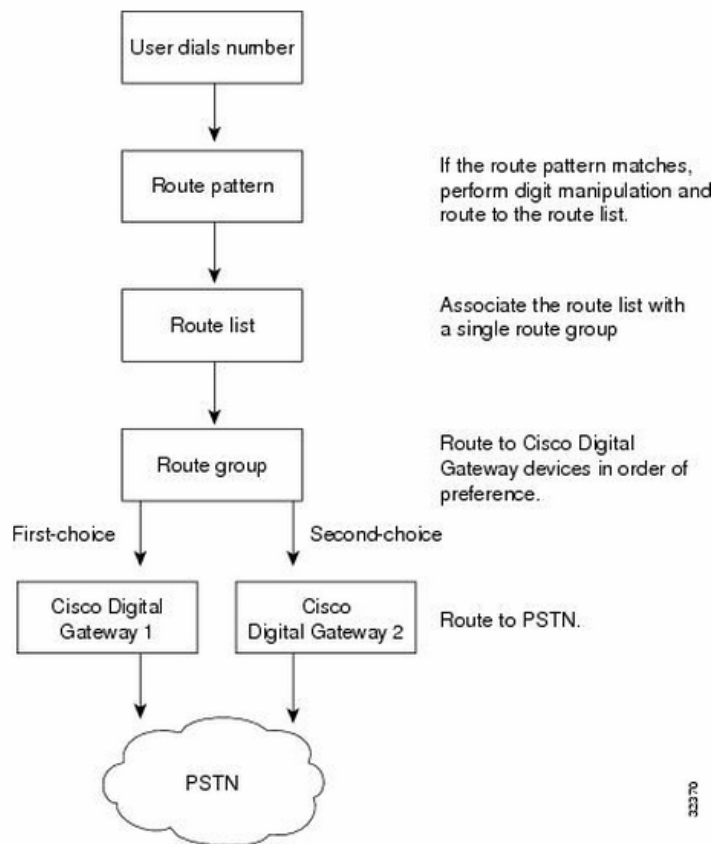 User dials number
Route pattern
If the route pattern matches,
perform digit manipulation and
route to the route list.
Route list
Associate the route list with
a single route group
Route group
Route to Cisco Digital
Gateway devices in order of
preference.
First-choice
Second-choice
Cisco Digital
Gateway 1
Cisco
Digital Gateway 2
Route to PSTN.
PSTN
32370